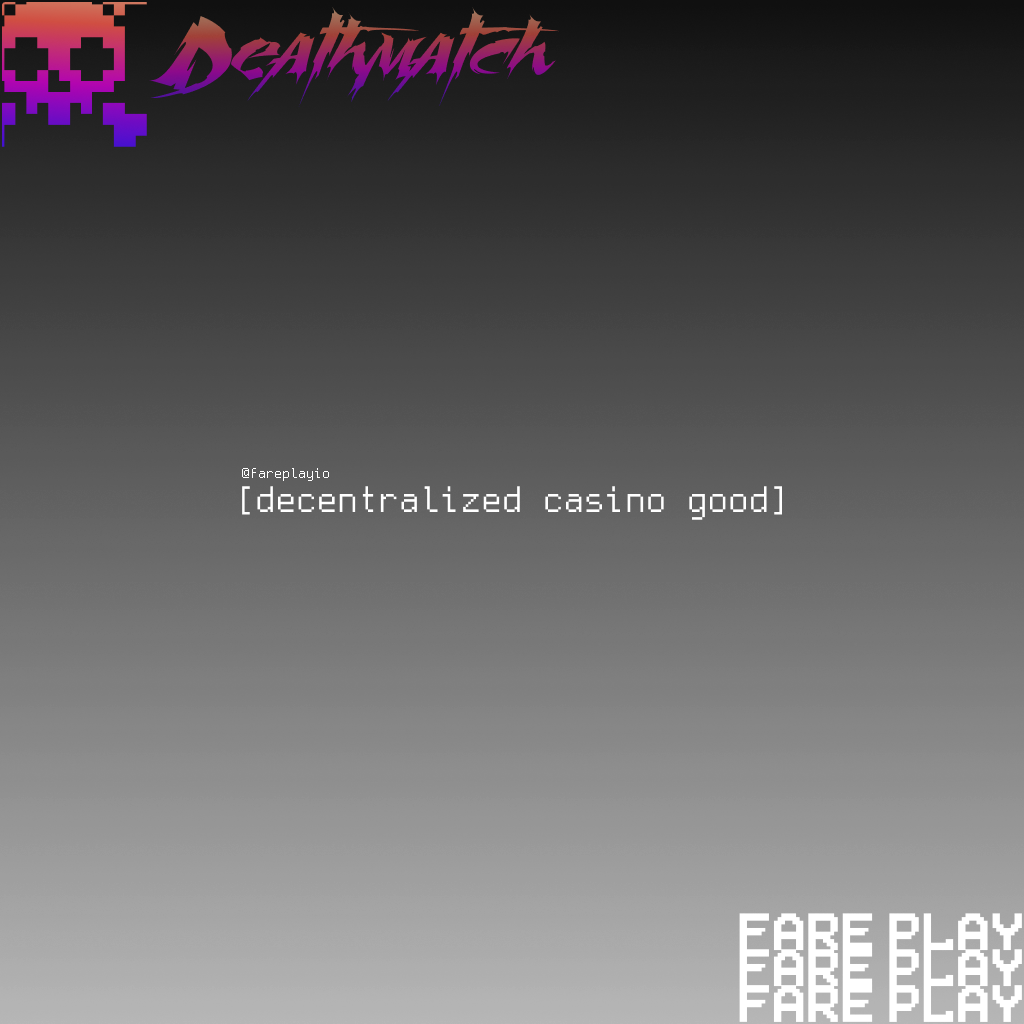 Deathmatch
@fareplayio
[decentralized casino good]
FARE PLAY
FARE PLAY
FARE PLAY